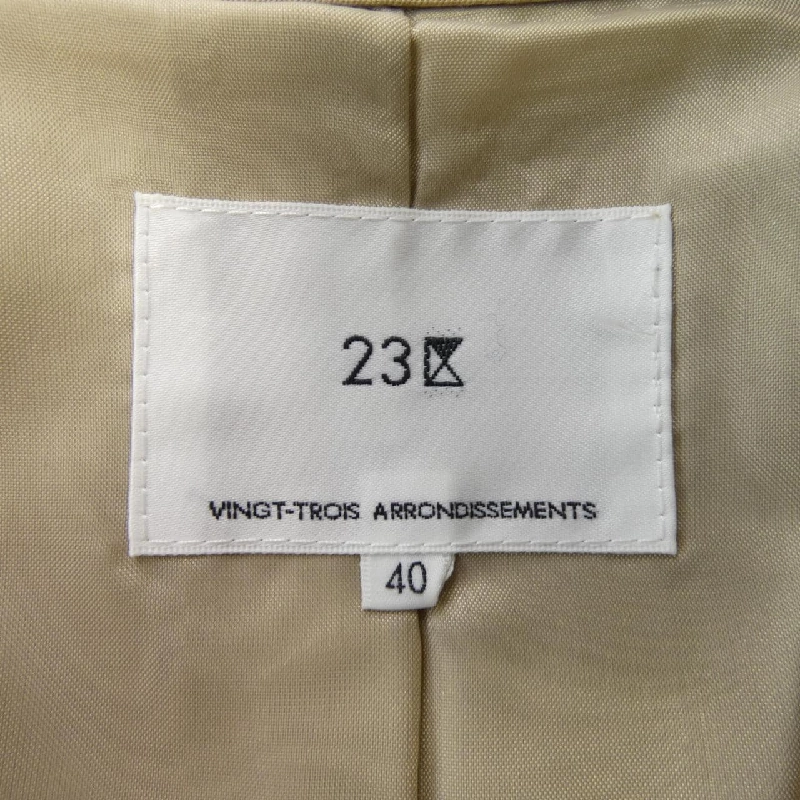 23区
VINGT-TROIS ARRONDISSEMENTS
40